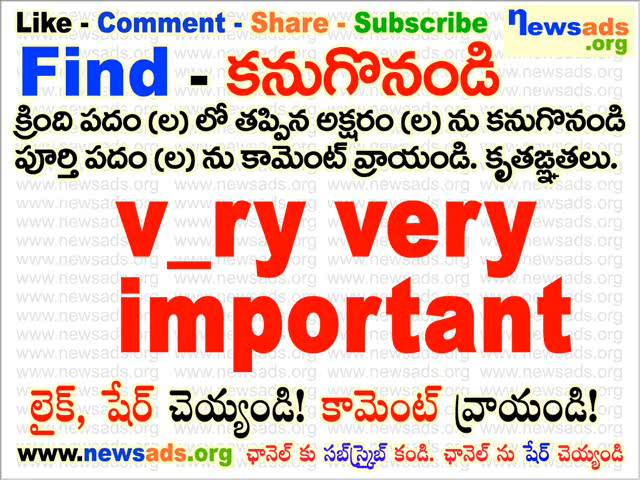 Like - Comment - Share - Subscribe
newsads
.org
Find - కనుగొనండి
క్రింది పదం (ల) లో తప్పిన అక్షరం (ల) ను కనుగొనండి
పూర్తి పదం (ల) ను కామెంట్ వ్రాయండి. కృతజ్ఞతలు.
v_ry very
important
లైక్, షేర్ చెయ్యండి! కామెంట్ వ్రాయండి!
www.newsads.org ఛానెల్ కు సబ్‌స్క్రైబ్ కండి. ఛానెల్ ను షేర్ చెయ్యండి